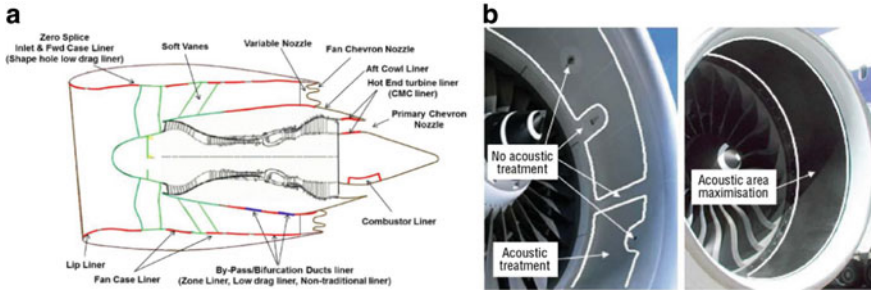 a
Zero Splice
Inlet & Fwd Case Liner
(Shape hole low drag liner)
Soft Vanes
Variable Nozzle
Fan Chevron Nozzle
Aft Cowl Liner
Hot End turbine liner
(CMC liner)
Primary Chevron
Nozzle
Combustor Liner
By-Pass/Bifurcation Ducts liner
(Zone Liner, Low drag liner, Non-traditional liner)
Fan Case Liner
Lip Liner
b
No acoustic
treatment
Acoustic
treatment
Acoustic area
maximisation